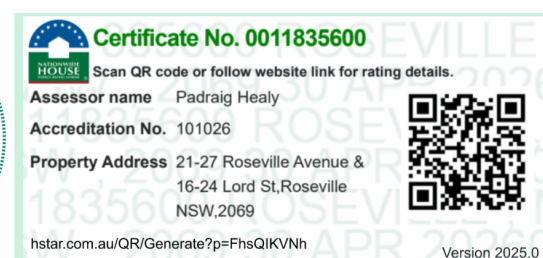 Certificate No. 0011835600
NATIONWIDE
HOUSE
Scan QR code or follow website link for rating details.
Assessor name Padraig Healy
Accreditation No. 101026
Property Address 21-27 Roseville Avenue &
16-24 Lord St,Roseville
NSW,2069
hstar.com.au/QR/Generate?p=FhsQIKVNh
Version 2025.0